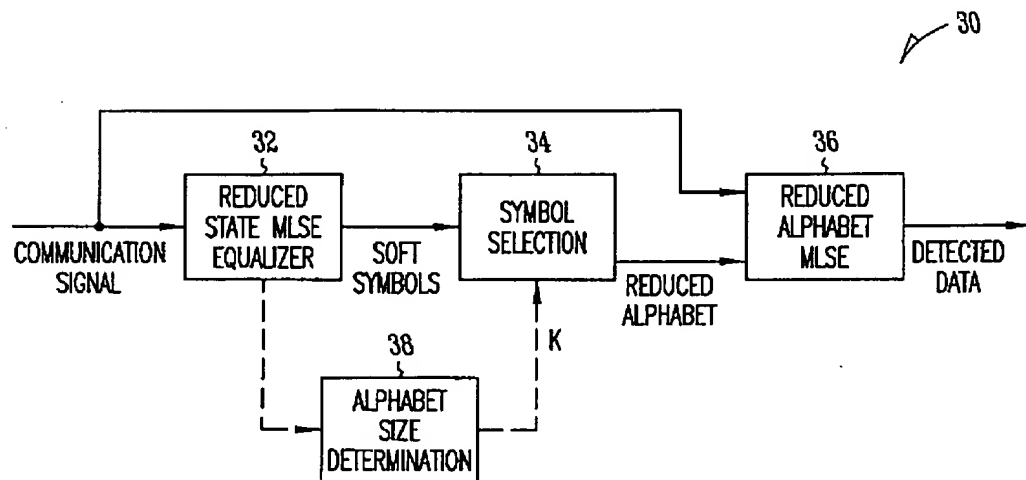 30
32
REDUCED
STATE MLSE
EQUALIZER
34
SYMBOL
SELECTION
36
REDUCED
ALPHABET
MLSE
COMMUNICATION
SIGNAL
SOFT
SYMBOLS
REDUCED
ALPHABET
DETECTED
DATA
K
38
ALPHABET
SIZE
DETERMINATION